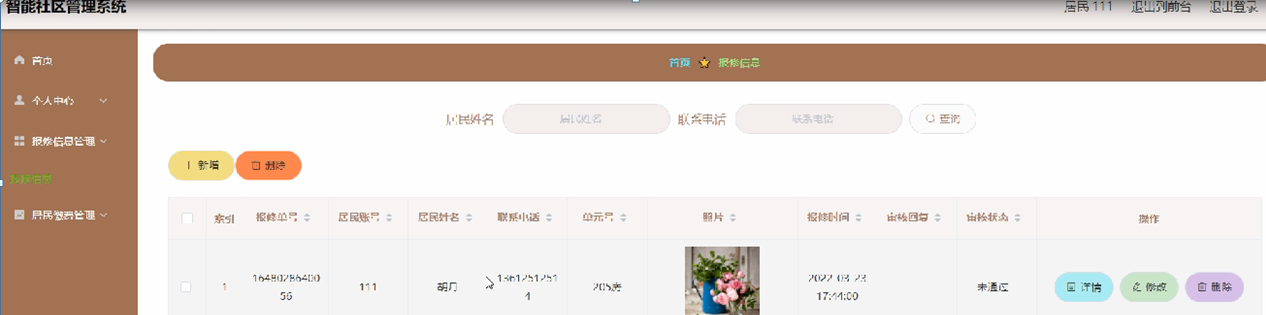 智能社区管理系统
居民 111 退出到前台 退出登录
首页
首页 报修信息
个人中心
居民姓名 居民姓名 联系电话 联系电话 查询
报修信息管理
新增 删除
报修信息
居民缴费管理
索引 报修单号 居民账号 居民姓名 联系电话 单元号 照片 报修时间 审核回复 审核状态 操作
16480286400 1361251251 2022-03-23
1 111 胡月 205房 未通过 详情 修改 删除
56 4 17:44:00